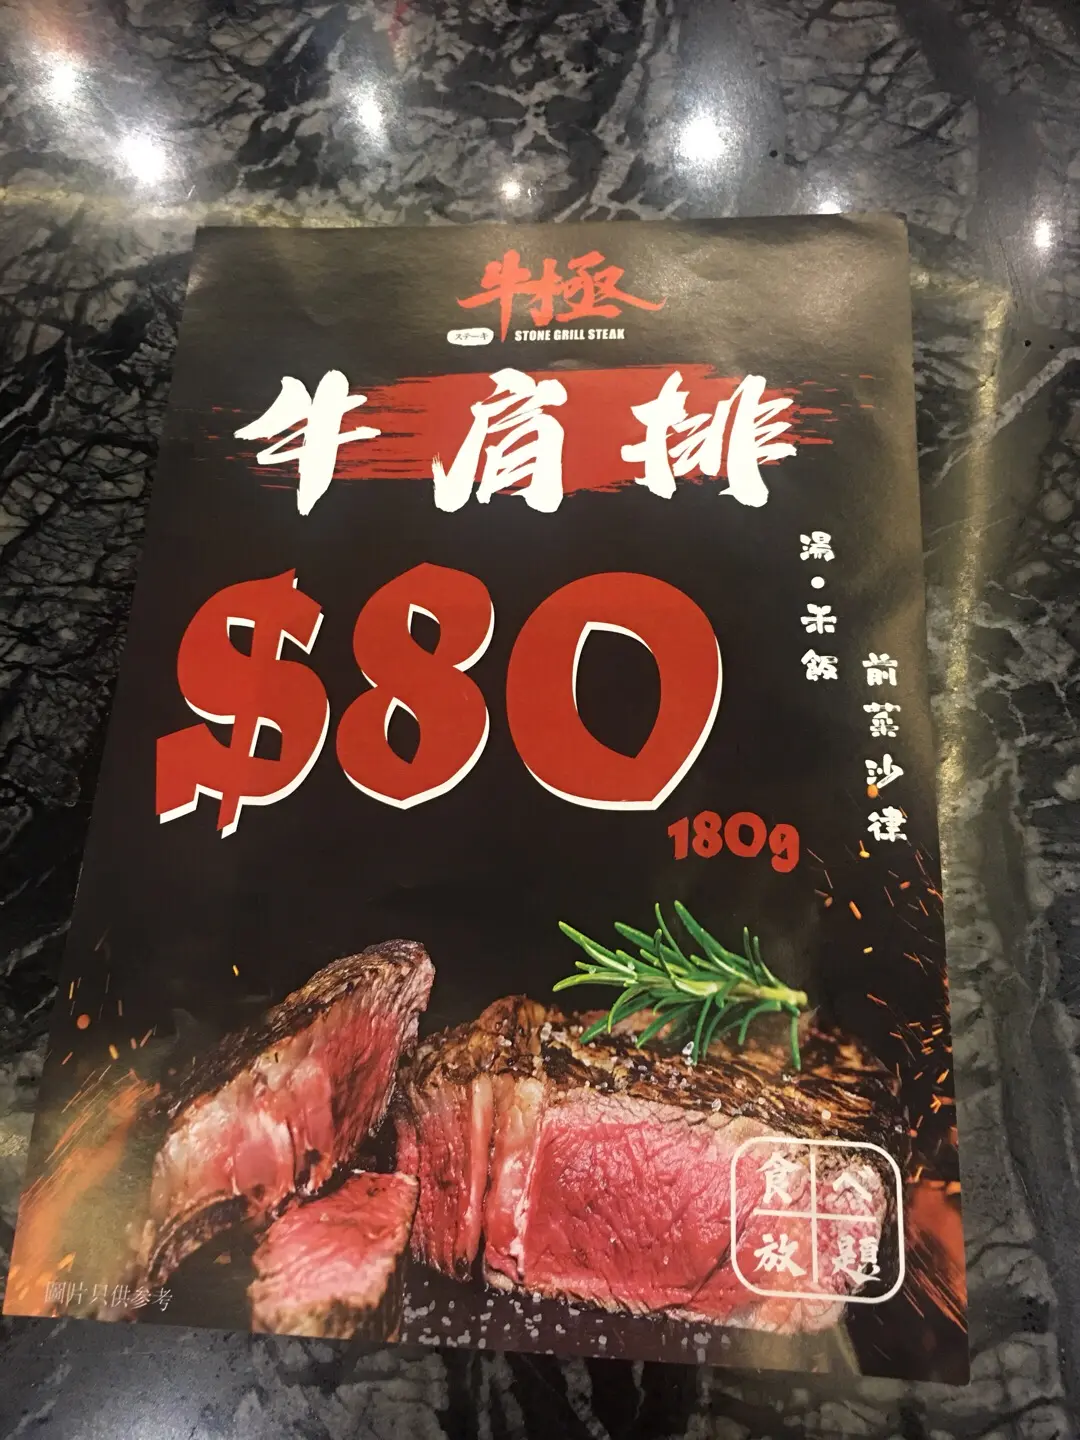 牛極
ステーキ STONE GRILL STEAK
牛肩排
$80
180g
湯・米飯
前菜沙律
食べ
放題
圖片只供參考